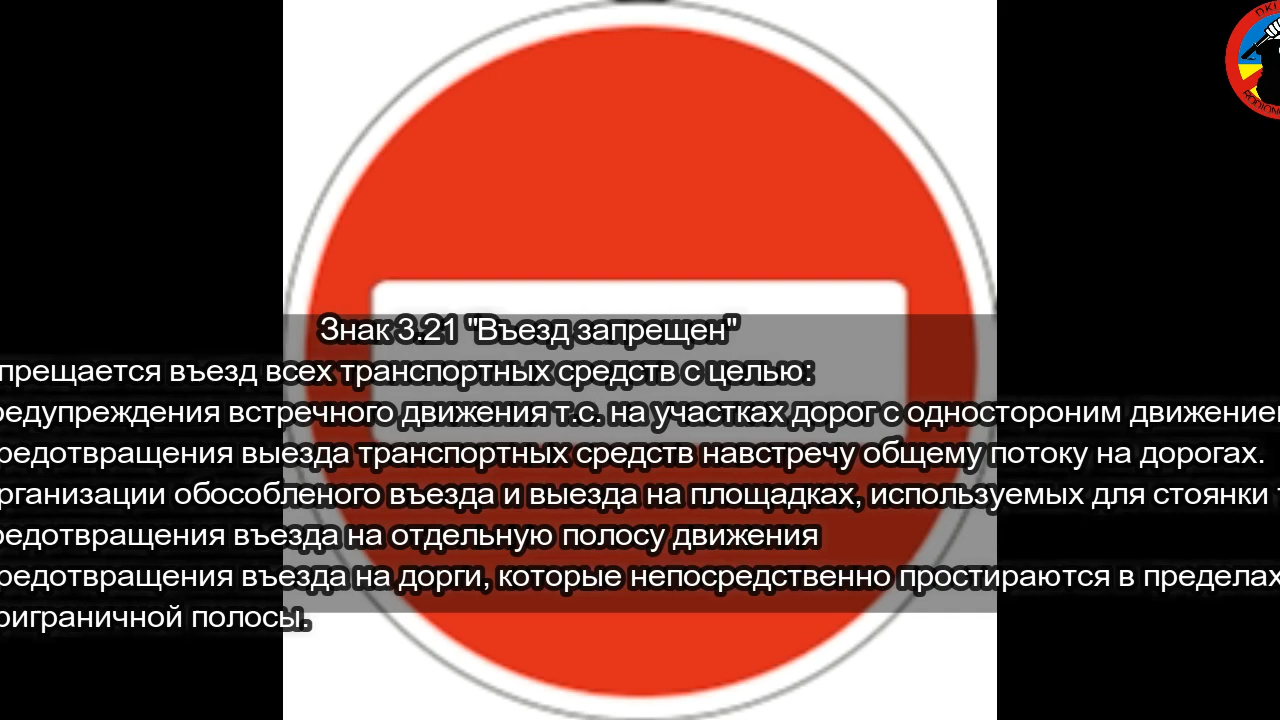 Знак 3.21 "Въезд запрещен"
прещается въезд всех транспортных средств с целью:
редупреждения встречного движения т.с. на участках дорог с одностороним движение
редотвращения выезда транспортных средств навстречу общему потоку на дорогах.
рганизации обособленого въезда и выезда на площадках, используемых для стоянки
редотвращения въезда на отдельную полосу движения
редотвращения въезда на дорги, которые непосредственно простираются в пределах
риграничной полосы.